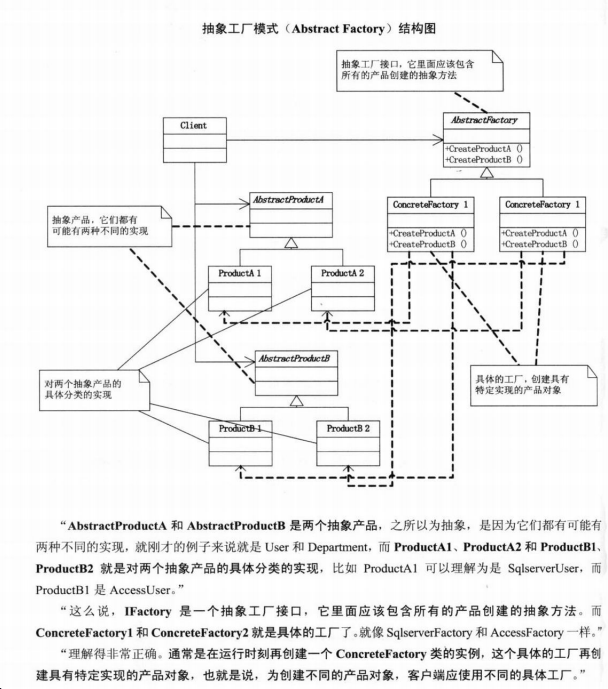 抽象工厂模式（Abstract Factory）结构图
抽象工厂接口，它里面应该包含
所有的产品创建的抽象方法
AbstractFactory
+CreateProductA ()
+CreateProductB ()
Client
AbstractProductA
抽象产品，它们都有
可能有两种不同的实现
ConcreteFactory 1
+CreateProductA ()
+CreateProductB ()
ConcreteFactory 1
+CreateProductA ()
+CreateProductB ()
ProductA 1
ProductA 2
AbstractProductB
对两个抽象产品的
具体分类的实现
具体的工厂，创建具有
特定实现的产品对象
ProductB 1
ProductB 2
“AbstractProductA 和 AbstractProductB 是两个抽象产品，之所以为抽象，是因为它们都有可能有
两种不同的实现，就刚才的例子来说就是 User 和 Department，而 ProductA1、ProductA2 和 ProductB1、
ProductB2 就是对两个抽象产品的具体分类的实现，比如 ProductA1 可以理解为是 SqlserverUser，而
ProductB1 是 AccessUser。”
“这么说，IFactory 是一个抽象工厂接口，它里面应该包含所有的产品创建的抽象方法。而
ConcreteFactory1 和 ConcreteFactory2 就是具体的工厂了。就像 SqlserverFactory 和 AccessFactory 一样。”
“理解得非常正确。通常是在运行时刻再创建一个 ConcreteFactory 类的实例，这个具体的工厂再创
建具有特定实现的产品对象，也就是说，为创建不同的产品对象，客户端应使用不同的具体工厂。”